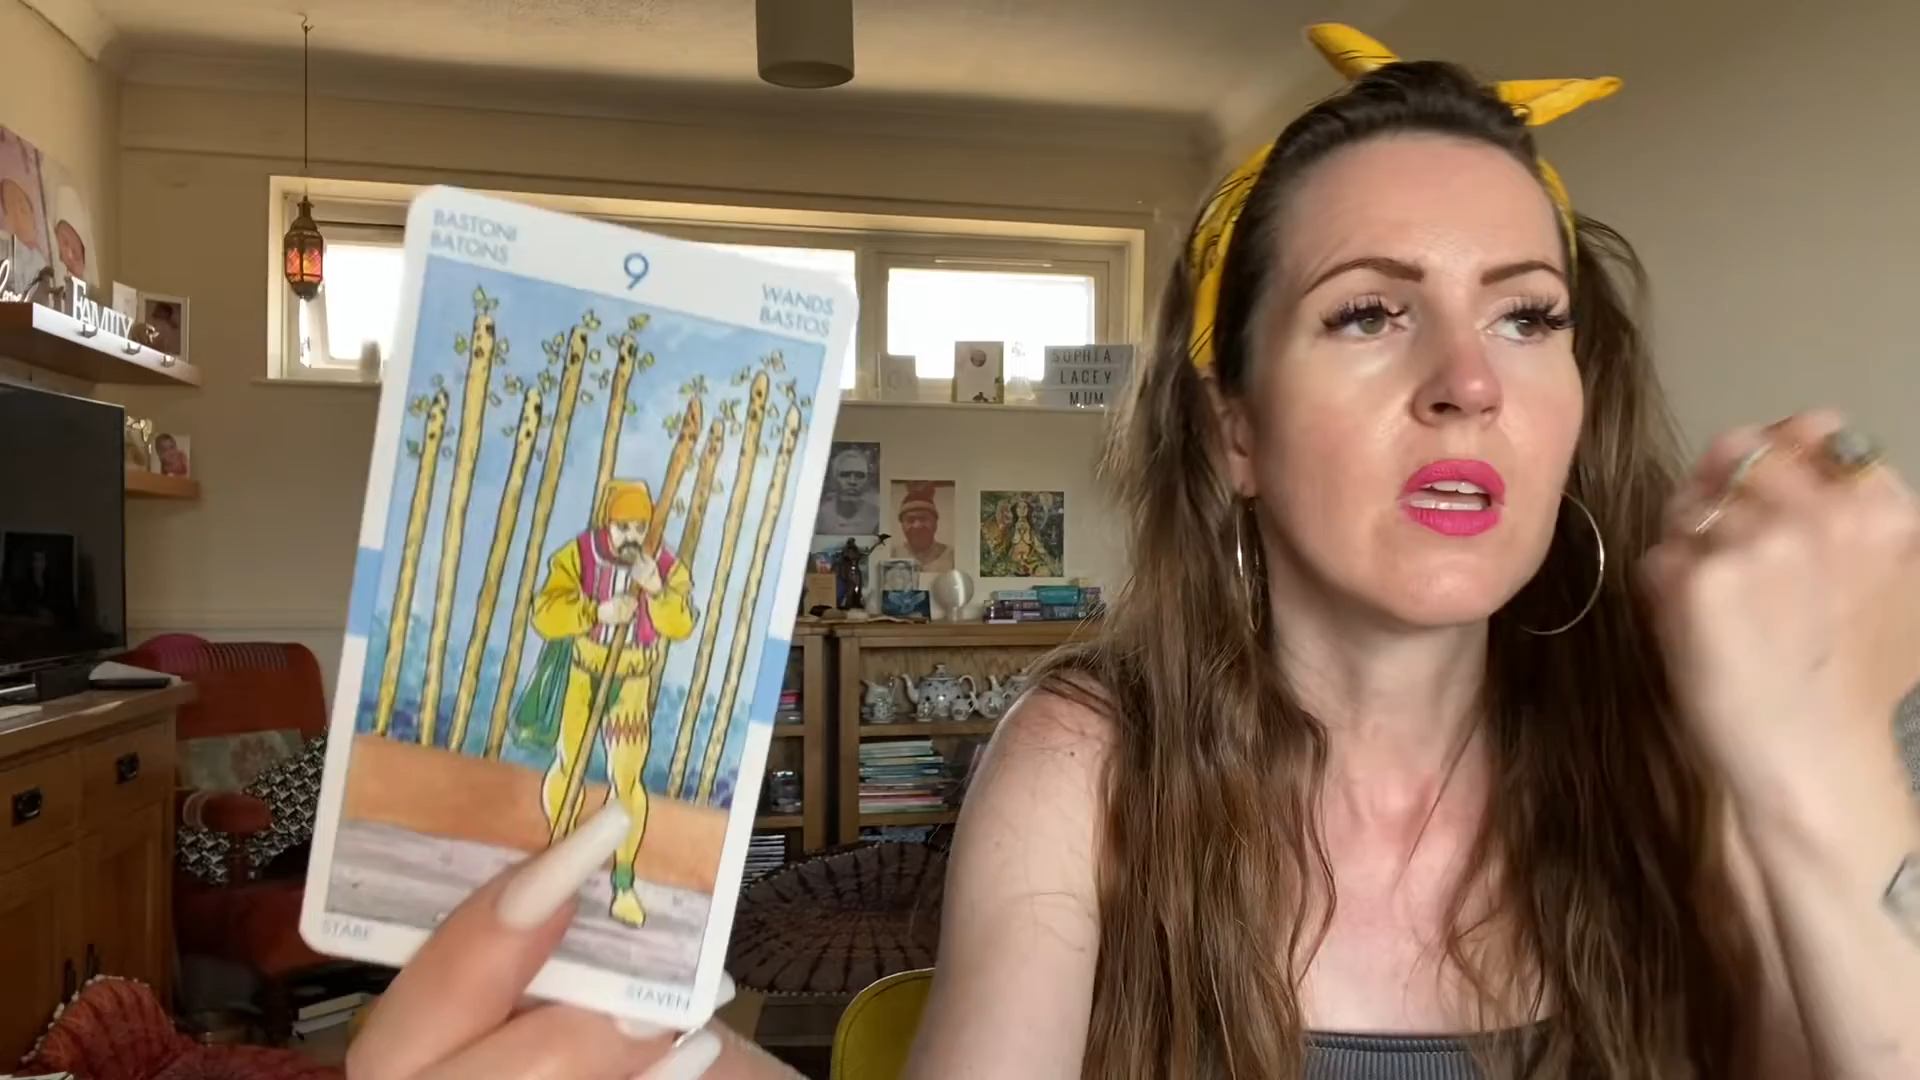 BASTONI
BATONS
9
WANDS
BASTOS
STABE
STAVEN
FAMILY
SOPHIA
LACEY
MUM